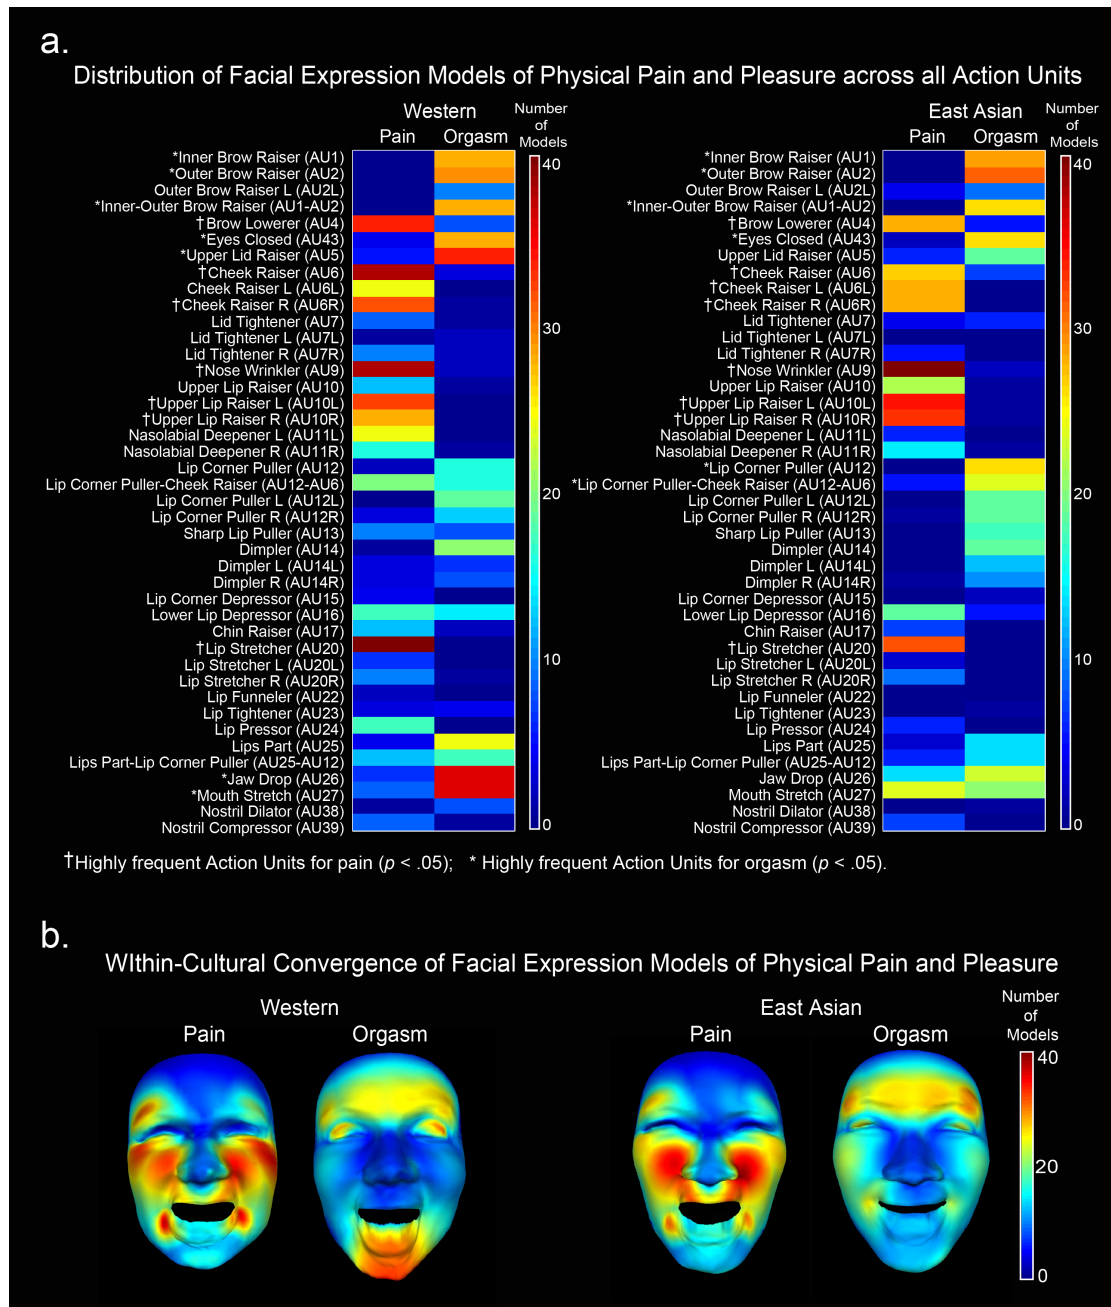 a.
Distribution of Facial Expression Models of Physical Pain and Pleasure across all Action Units
Western
Pain Orgasm
Number
of
Models
*Inner Brow Raiser (AU1)
*Outer Brow Raiser (AU2)
Outer Brow Raiser L (AU2L)
*Inner-Outer Brow Raiser (AU1-AU2)
†Brow Lowerer (AU4)
*Eyes Closed (AU43)
*Upper Lid Raiser (AU5)
†Cheek Raiser (AU6)
Cheek Raiser L (AU6L)
†Cheek Raiser R (AU6R)
Lid Tightener (AU7)
Lid Tightener L (AU7L)
Lid Tightener R (AU7R)
†Nose Wrinkler (AU9)
Upper Lip Raiser (AU10)
†Upper Lip Raiser L (AU10L)
†Upper Lip Raiser R (AU10R)
Nasolabial Deepener L (AU11L)
Nasolabial Deepener R (AU11R)
Lip Corner Puller (AU12)
Lip Corner Puller-Cheek Raiser (AU12-AU6)
Lip Corner Puller L (AU12L)
Lip Corner Puller R (AU12R)
Sharp Lip Puller (AU13)
Dimpler (AU14)
Dimpler L (AU14L)
Dimpler R (AU14R)
Lip Corner Depressor (AU15)
Lower Lip Depressor (AU16)
Chin Raiser (AU17)
†Lip Stretcher (AU20)
Lip Stretcher L (AU20L)
Lip Stretcher R (AU20R)
Lip Funneler (AU22)
Lip Tightener (AU23)
Lip Pressor (AU24)
Lips Part (AU25)
Lips Part-Lip Corner Puller (AU25-AU12)
*Jaw Drop (AU26)
*Mouth Stretch (AU27)
Nostril Dilator (AU38)
Nostril Compressor (AU39)
40
30
20
10
0
East Asian
Pain Orgasm
Number
of
Models
*Inner Brow Raiser (AU1)
*Outer Brow Raiser (AU2)
Outer Brow Raiser L (AU2L)
*Inner-Outer Brow Raiser (AU1-AU2)
†Brow Lowerer (AU4)
*Eyes Closed (AU43)
Upper Lid Raiser (AU5)
†Cheek Raiser (AU6)
†Cheek Raiser L (AU6L)
†Cheek Raiser R (AU6R)
Lid Tightener (AU7)
Lid Tightener L (AU7L)
Lid Tightener R (AU7R)
†Nose Wrinkler (AU9)
Upper Lip Raiser (AU10)
†Upper Lip Raiser L (AU10L)
†Upper Lip Raiser R (AU10R)
Nasolabial Deepener L (AU11L)
Nasolabial Deepener R (AU11R)
*Lip Corner Puller (AU12)
*Lip Corner Puller-Cheek Raiser (AU12-AU6)
Lip Corner Puller L (AU12L)
Lip Corner Puller R (AU12R)
Sharp Lip Puller (AU13)
Dimpler (AU14)
Dimpler L (AU14L)
Dimpler R (AU14R)
Lip Corner Depressor (AU15)
Lower Lip Depressor (AU16)
Chin Raiser (AU17)
†Lip Stretcher (AU20)
Lip Stretcher L (AU20L)
Lip Stretcher R (AU20R)
Lip Funneler (AU22)
Lip Tightener (AU23)
Lip Pressor (AU24)
Lips Part (AU25)
Lips Part-Lip Corner Puller (AU25-AU12)
Jaw Drop (AU26)
Mouth Stretch (AU27)
Nostril Dilator (AU38)
Nostril Compressor (AU39)
40
30
20
10
0
†Highly frequent Action Units for pain (p < .05); * Highly frequent Action Units for orgasm (p < .05).
b.
WIthin-Cultural Convergence of Facial Expression Models of Physical Pain and Pleasure
Western
Pain Orgasm
East Asian
Pain Orgasm
Number
of
Models
40
20
0